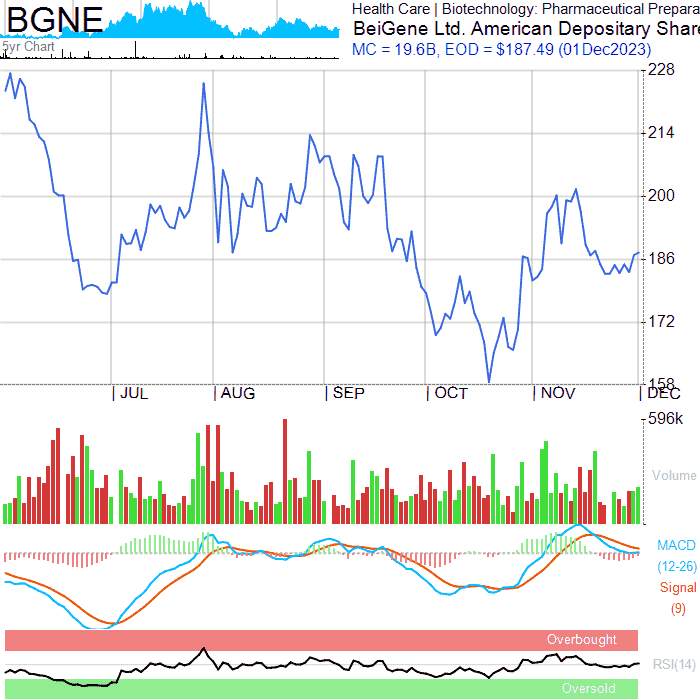 BGNE
5yr Chart
Health Care | Biotechnology: Pharmaceutical Prepara
BeiGene Ltd. American Depositary Share
MC = 19.6B, EOD = $187.49 (01Dec2023)
228
214
200
186
172
158
JUL
AUG
SEP
OCT
NOV
DEC
596k
Volume
MACD
(12-26)
Signal
(9)
Overbought
RSI(14)
Oversold